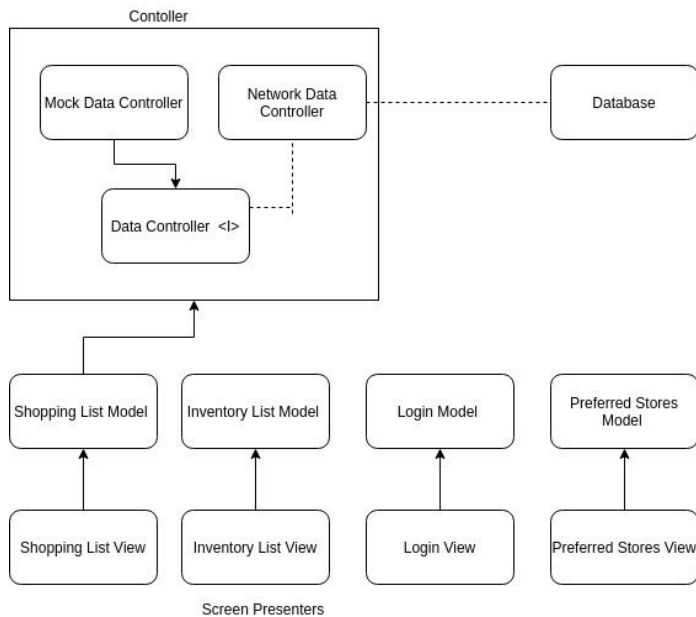 Contoller
Mock Data Controller
Network Data
Controller
Database
Data Controller <I>
Shopping List Model
Inventory List Model
Login Model
Preferred Stores
Model
Shopping List View
Inventory List View
Login View
Preferred Stores View
Screen Presenters